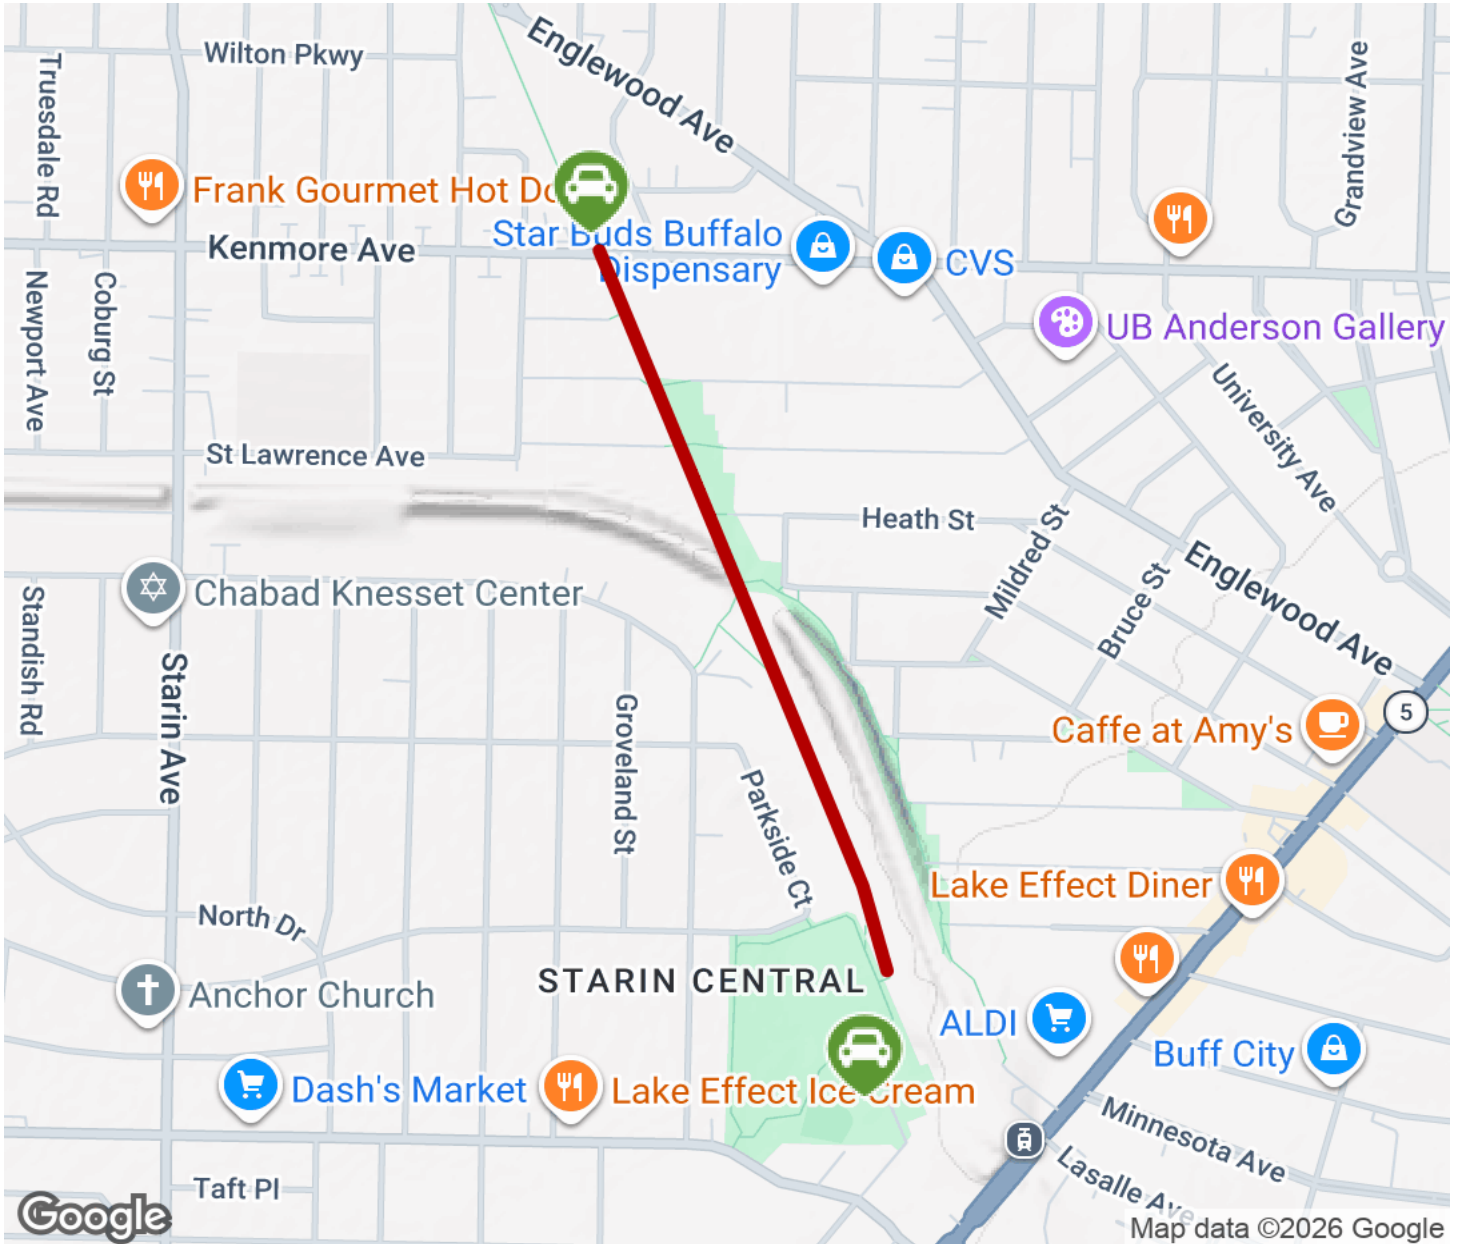 Wilton Pkwy
Englewood Ave
Truesdale Rd
Grandview Ave
Frank Gourmet Hot Do
Kenmore Ave
Star Buds Buffalo
Dispensary
CVS
UB Anderson Gallery
Newport Ave
Coburg St
University Ave
St Lawrence Ave
Heath St
Mildred St
Bruce St
Englewood Ave
Chabad Knesset Center
Standish Rd
Starin Ave
Groveland St
Parkside Ct
Caffe at Amy's
5
Lake Effect Diner
North Dr
STARIN CENTRAL
Anchor Church
ALDI
Buff City
Dash's Market
Lake Effect Ice Cream
Minnesota Ave
Lasalle Ave
Taft Pl
Google
Map data ©2026 Google